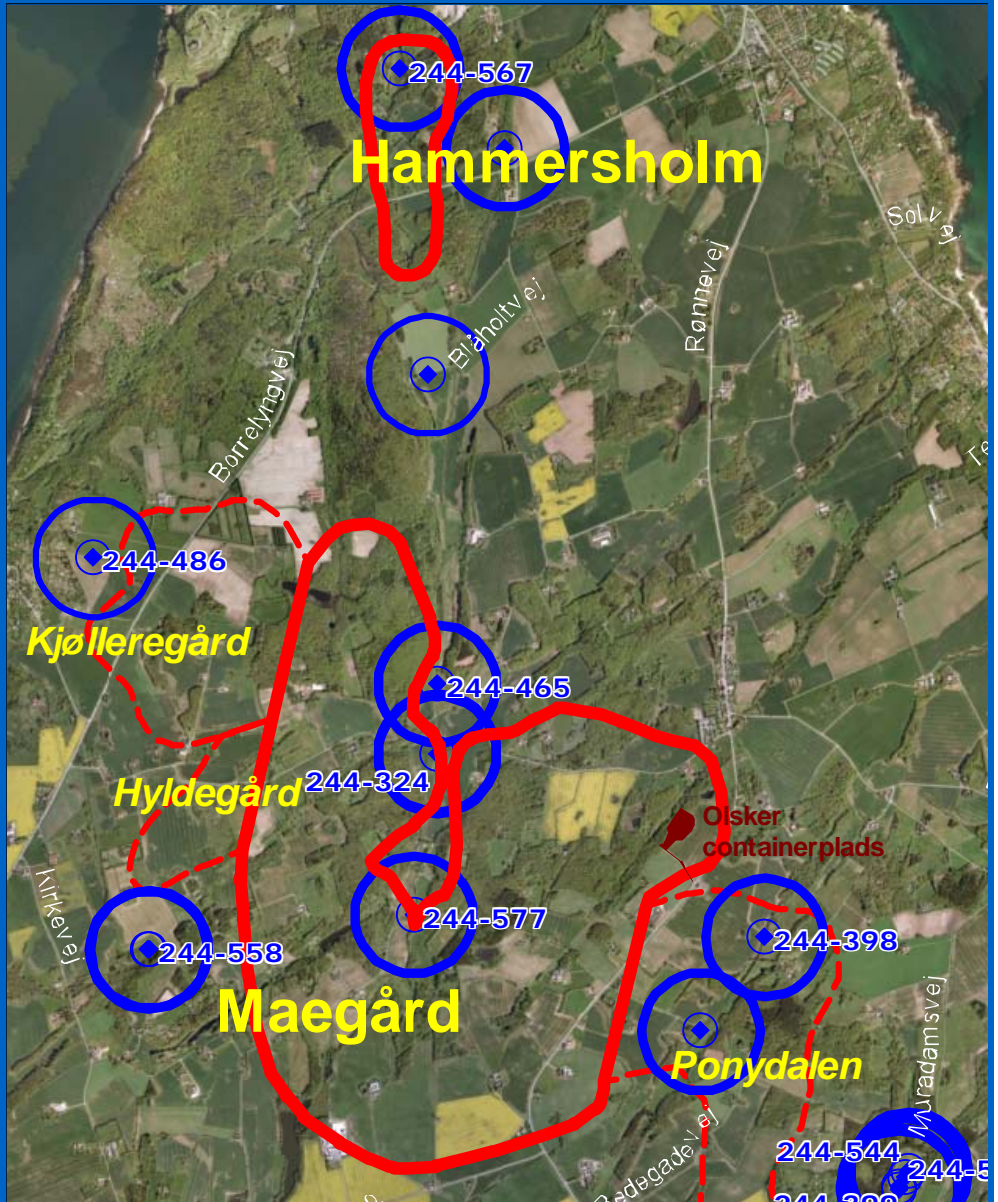 244-567
Hammersholm
Solvej
Blåholtvej
Rønnevej
Borrelyngvej
244-486
Kjølleregård
244-465
Hyldegård
244-324
Olsker
containerplads
Kirkevej
244-577
244-398
244-558
Maegård
Ponydalen
Muradamsvej
244-544